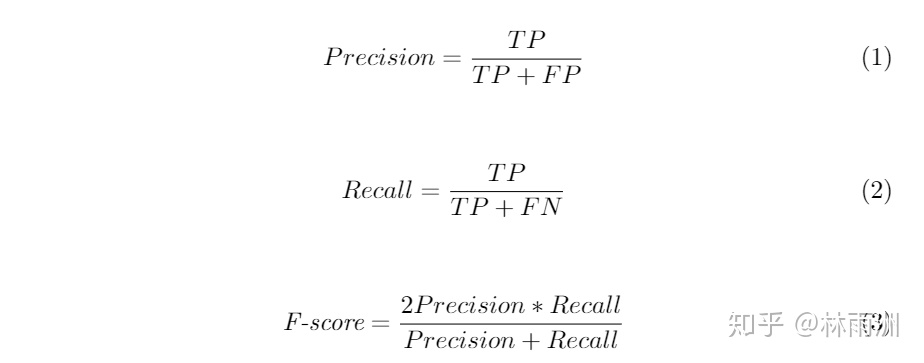 Precision = TP / (TP + FP) (1)
Recall = TP / (TP + FN) (2)
F-score = 2Precision * Recall / (Precision + Recall) (3)
知乎 @林雨洲